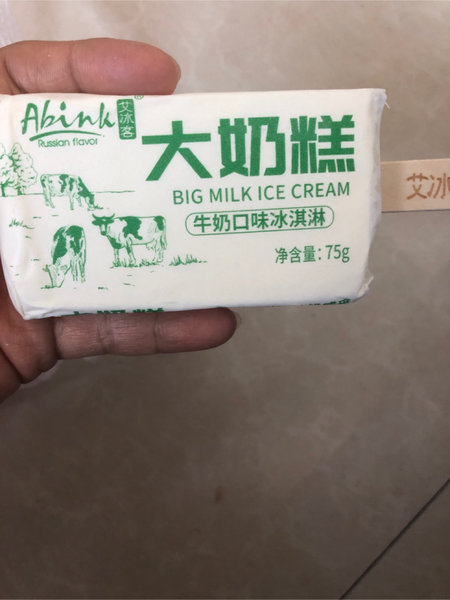 Abink 艾冰客
Russian flavor
大奶糕
BIG MILK ICE CREAM
牛奶口味冰淇淋
净含量:75g
艾冰